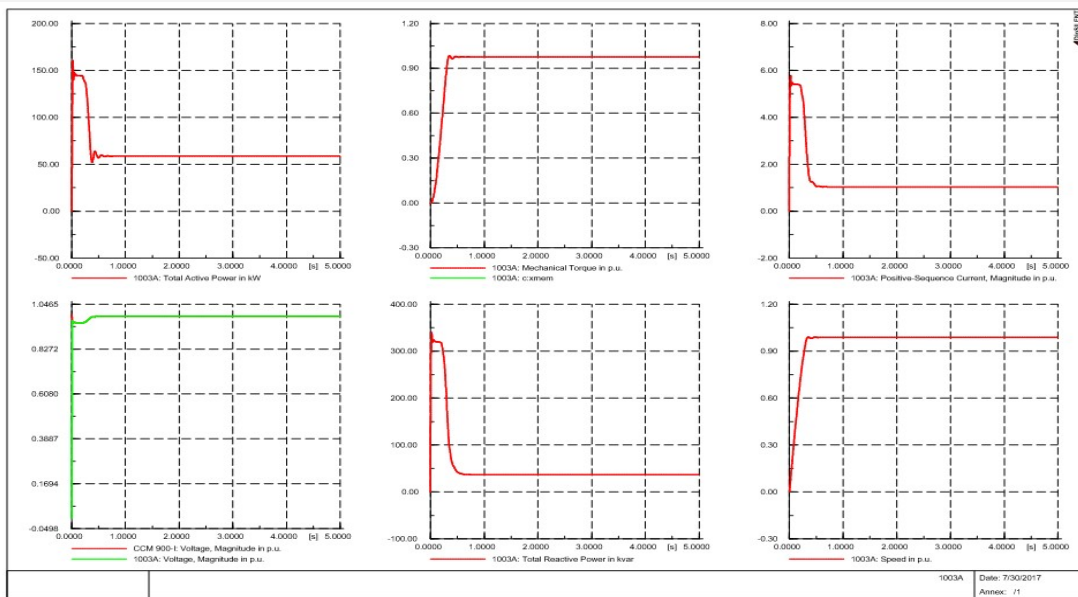 DIgSILENT
200.00
150.00
100.00
50.00
0.00
-50.00
0.0000 1.0000 2.0000 3.0000 4.0000 [s] 5.0000
1003A: Total Active Power in kW
1.20
0.90
0.60
0.30
0.00
-0.30
0.0000 1.0000 2.0000 3.0000 4.0000 [s] 5.0000
1003A: Mechanical Torque in p.u.
1003A: c:xmem
8.00
6.00
4.00
2.00
0.00
-2.00
0.0000 1.0000 2.0000 3.0000 4.0000 [s] 5.0000
1003A: Positive-Sequence Current, Magnitude in p.u.
1.0465
0.8272
0.6080
0.3887
0.1694
-0.0498
0.0000 1.0000 2.0000 3.0000 4.0000 [s] 5.0000
CCM 900-I: Voltage, Magnitude in p.u.
1003A: Voltage, Magnitude in p.u.
400.00
300.00
200.00
100.00
0.00
-100.00
0.0000 1.0000 2.0000 3.0000 4.0000 [s] 5.0000
1003A: Total Reactive Power in kvar
1.20
0.90
0.60
0.30
0.00
-0.30
0.0000 1.0000 2.0000 3.0000 4.0000 [s] 5.0000
1003A: Speed in p.u.
1003A
Date: 7/30/2017
Annex: /1